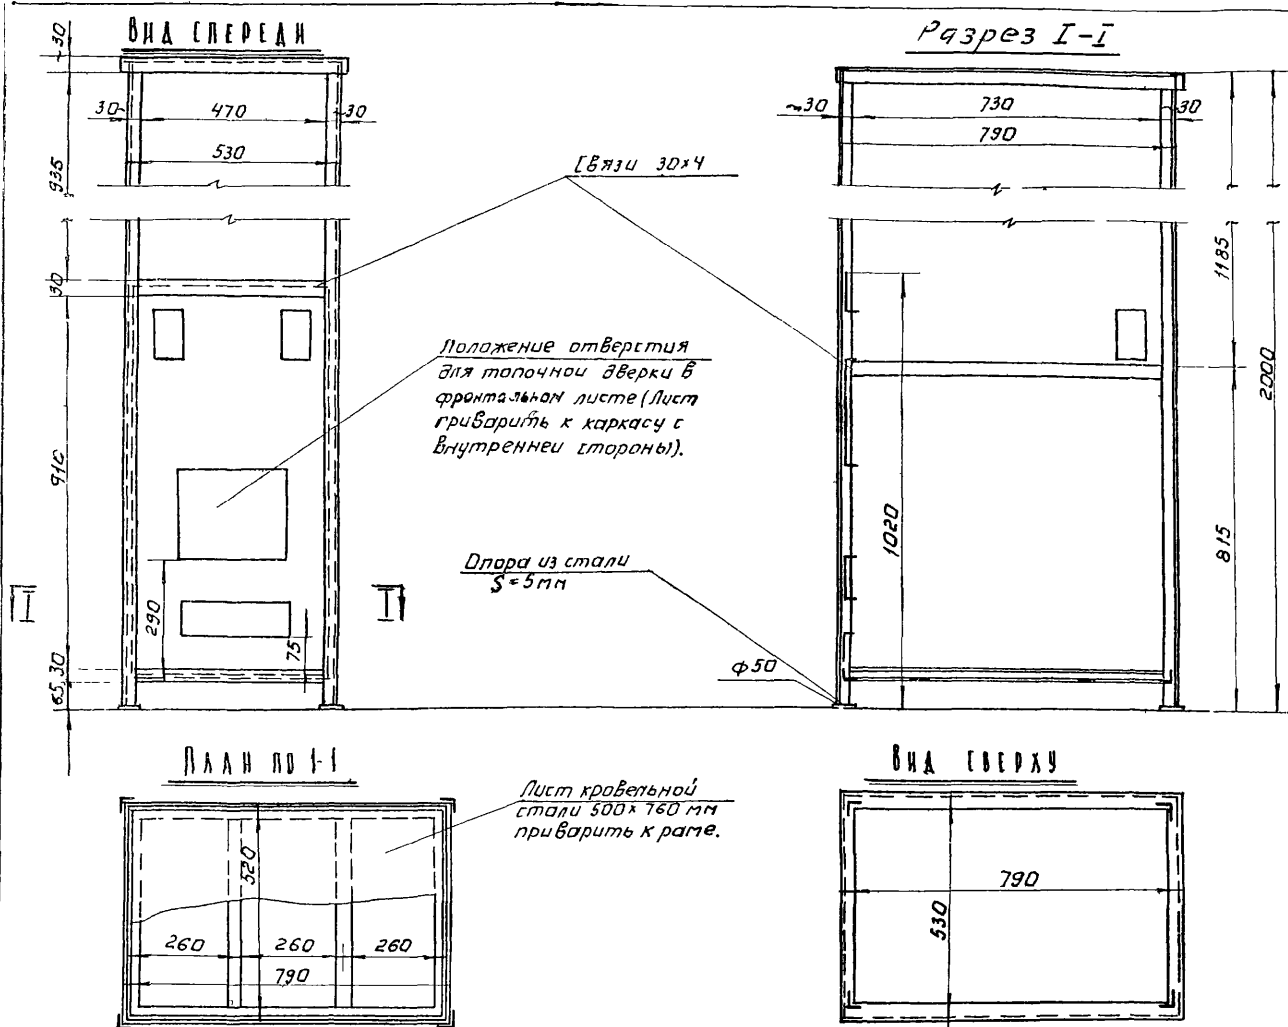 Вид спереди
Разрез I-I
~30
30
470
30
530
935
Связи 30×4
~30
730
30
790
1185
2000
30
Положение отверстия
для топочной дверки в
фронтальном листе (Лист
приварить к каркасу с
внутренней стороны).
910
1020
815
Опора из стали
S=5мм
I
I
290
75
ф50
65
30
План по 1-1
Вид сверху
Лист кровельной
стали 500×760 мм
приварить к раме.
520
260
260
260
790
790
530